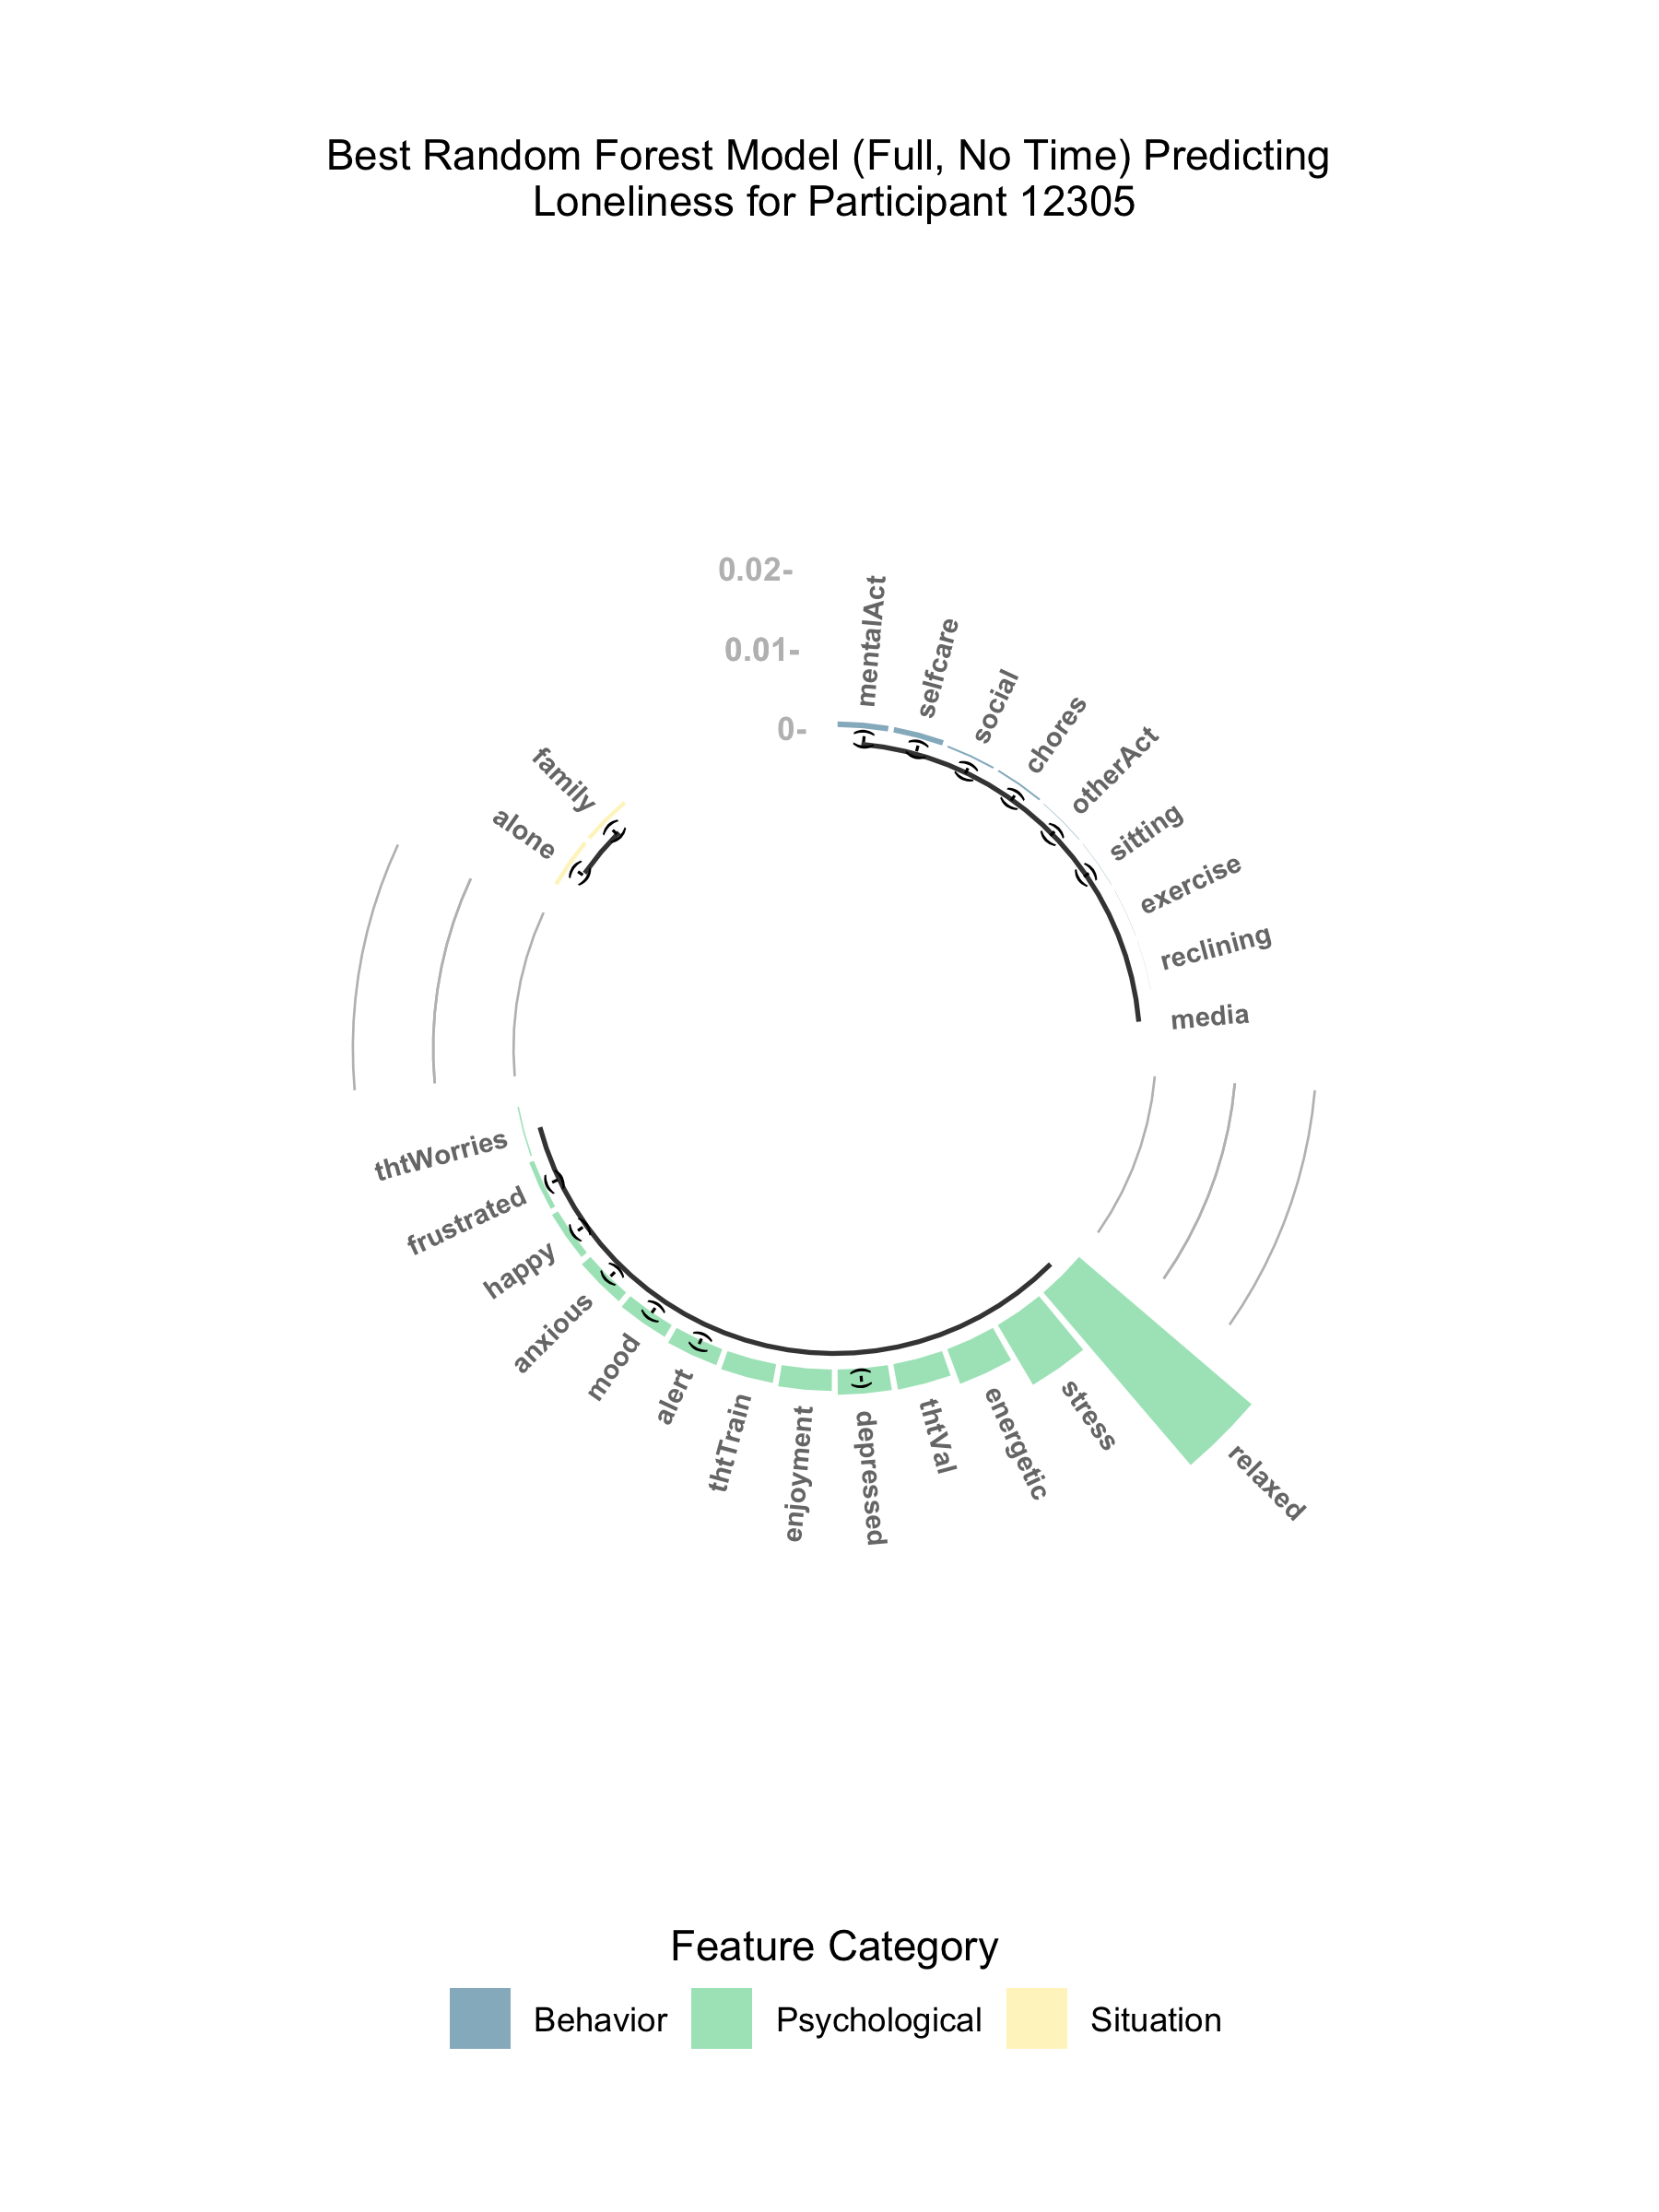 Best Random Forest Model (Full, No Time) Predicting
Loneliness for Participant 12305
0.02-
0.01-
0-
mentalAct
selfcare
social
chores
otherAct
sitting
exercise
reclining
media
relaxed
stress
energetic
thtVal
depressed
enjoyment
thtTrain
alert
mood
anxious
happy
frustrated
thtWorries
alone
family
(-)
(-)
(-)
(-)
(-)
(-)
(-)
(-)
(-)
(-)
(-)
(-)
(-)
(-)
Feature Category
Behavior
Psychological
Situation